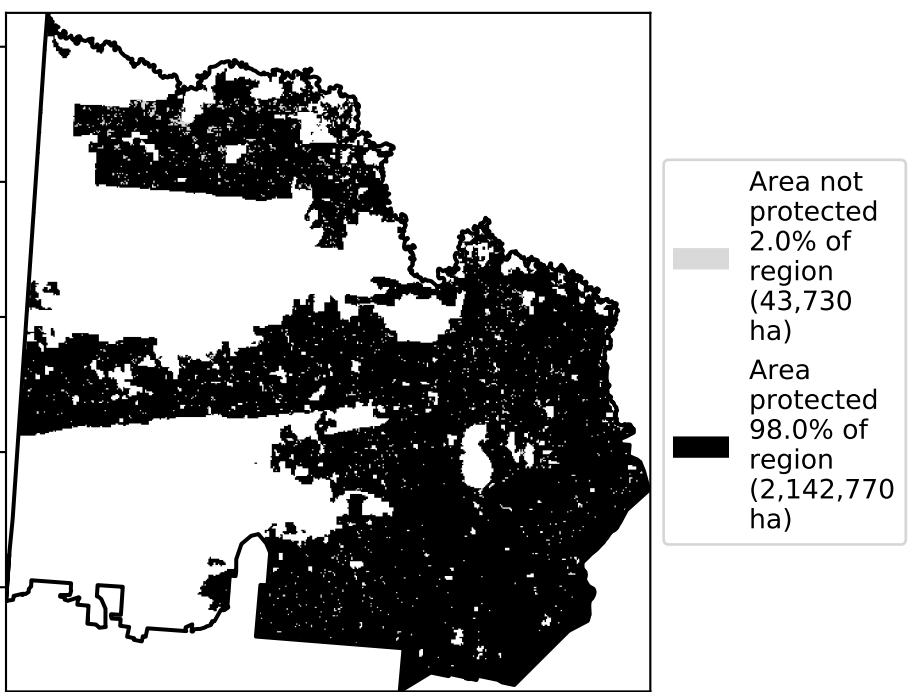 Area not
protected
2.0% of
region
(43,730
ha)
Area
protected
98.0% of
region
(2,142,770
ha)